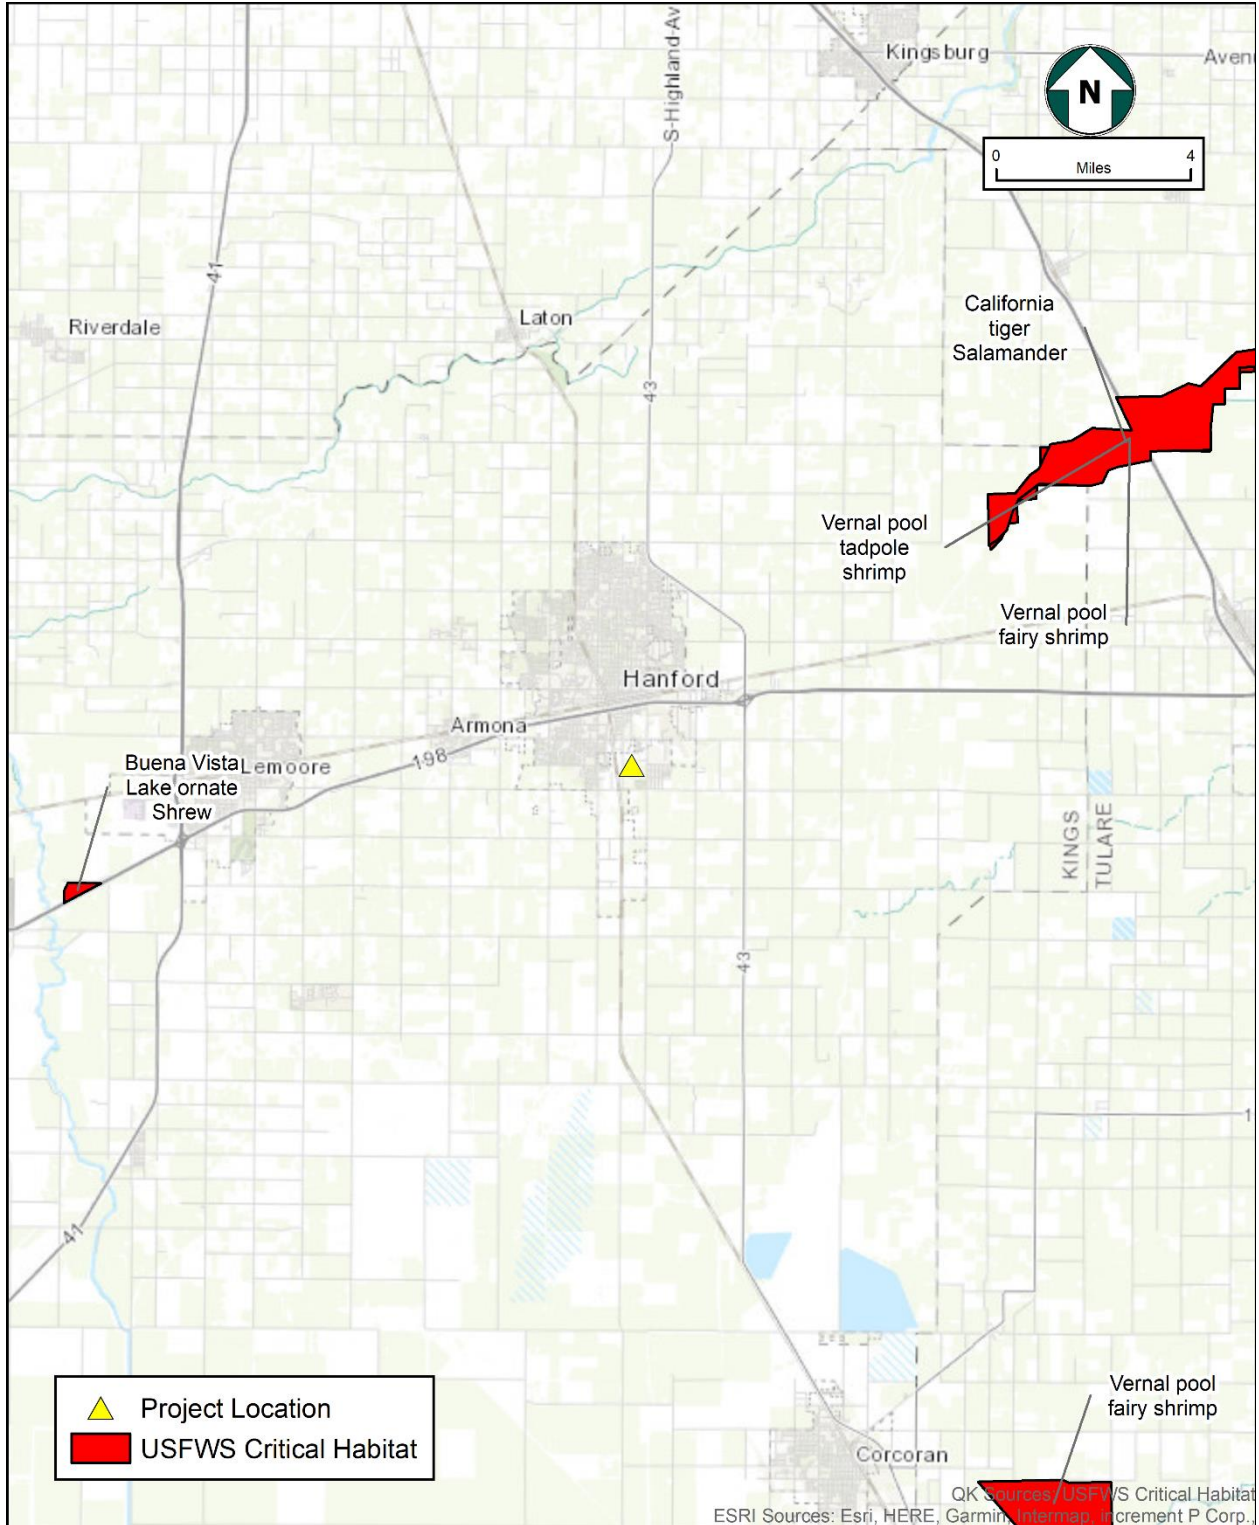 Kingsburg
Avenu
S-Highland-Av
N
0 4
Miles
41
Riverdale
Laton
43
California
tiger
Salamander
Vernal pool
tadpole
shrimp
Vernal pool
fairy shrimp
Hanford
Armona
198
Buena Vista
Lake ornate
Shrew
Lemoore
KINGS
TULARE
43
1
41
Project Location
USFWS Critical Habitat
Vernal pool
fairy shrimp
Corcoran
QK Sources: USFWS Critical Habitat
ESRI Sources: Esri, HERE, Garmin, Intermap, increment P Corp.,